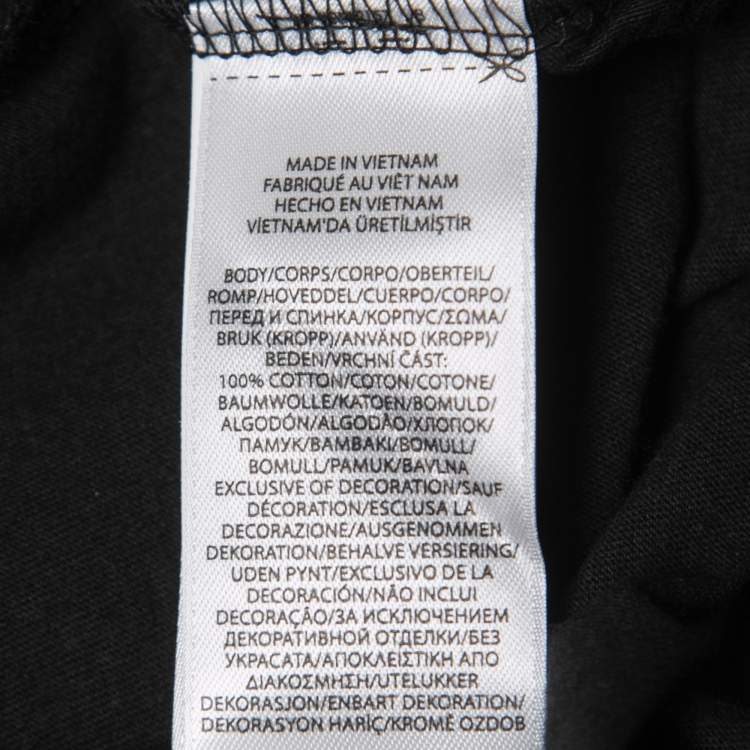 MADE IN VIETNAM
FABRIQUÉ AU VIÊT NAM
HECHO EN VIETNAM
VİETNAM'DA ÜRETİLMİŞTİR
BODY/CORPS/CORPO/OBERTEIL/
ROMP/HOVEDDEL/CUERPO/CORPO/
ПЕРЕД И СПИНКА/КОРПУС/ΣΩΜΑ/
BRUK (KROPP)/ANVÄND (KROPP)/
BEDEN/VRCHNÍ ČÁST:
100% COTTON/COTON/COTONE/
BAUMWOLLE/KATOEN/BOMULD/
ALGODÓN/ALGODÃO/ХЛОПОК/
ПАМУК/ΒΑΜΒΑΚΙ/BOMULL/
BOMULL/PAMUK/BAVLNA
EXCLUSIVE OF DECORATION/SAUF
DÉCORATION/ESCLUSA LA
DECORAZIONE/AUSGENOMMEN
DEKORATION/BEHALVE VERSIERING/
UDEN PYNT/EXCLUSIVO DE LA
DECORACIÓN/NÃO INCLUI
DECORAÇÃO/ЗА ИСКЛЮЧЕНИЕМ
ДЕКОРАТИВНОЙ ОТДЕЛКИ/БЕЗ
УКРАСАТА/ΑΠΟΚΛΕΙΣΤΙΚΗ ΑΠΟ
ΔΙΑΚΟΣΜΗΣΗ/UTELUKKER
DEKORASJON/ENBART DEKORATION/
DEKORASYON HARİÇ/KROMĚ OZDOB